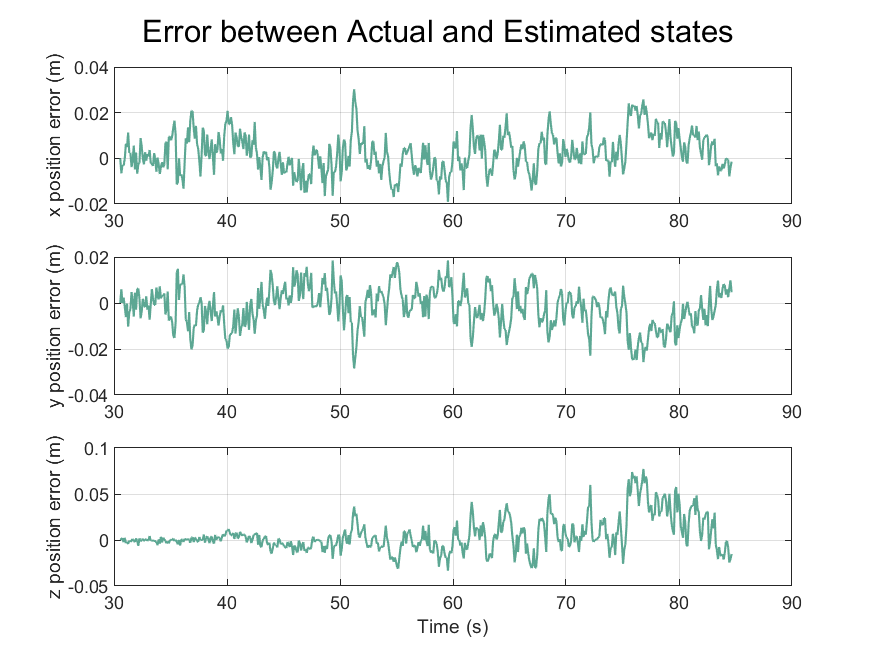 Error between Actual and Estimated states
x position error (m)
0.04
0.02
0
-0.02
30 40 50 60 70 80 90
y position error (m)
0.02
0
-0.02
-0.04
30 40 50 60 70 80 90
z position error (m)
0.1
0.05
0
-0.05
30 40 50 60 70 80 90
Time (s)